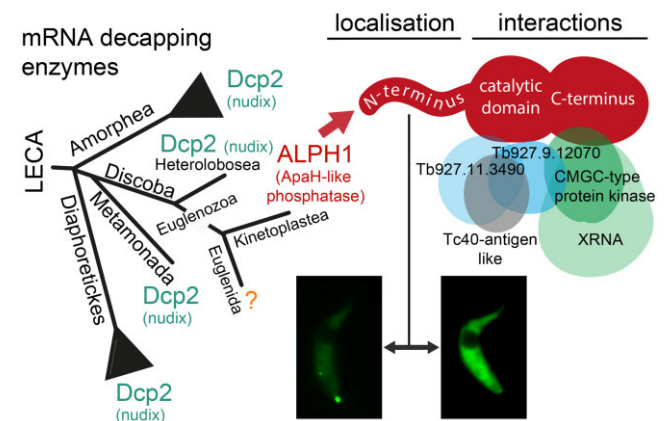 mRNA decapping
enzymes
localisation
interactions
LECA
Amorphea
Dcp2
(nudix)
Discoba
Dcp2 (nudix)
Heterolobosea
Euglenozoa
Kinetoplastea
ALPH1
(ApaH-like
phosphatase)
Euglenida
?
Metamonada
Dcp2
(nudix)
Diaphoretickes
Dcp2
(nudix)
N-terminus
catalytic
domain
C-terminus
Tb927.11.3490
Tb927.9.12070
CMGC-type
protein kinase
Tc40-antigen
like
XRNA